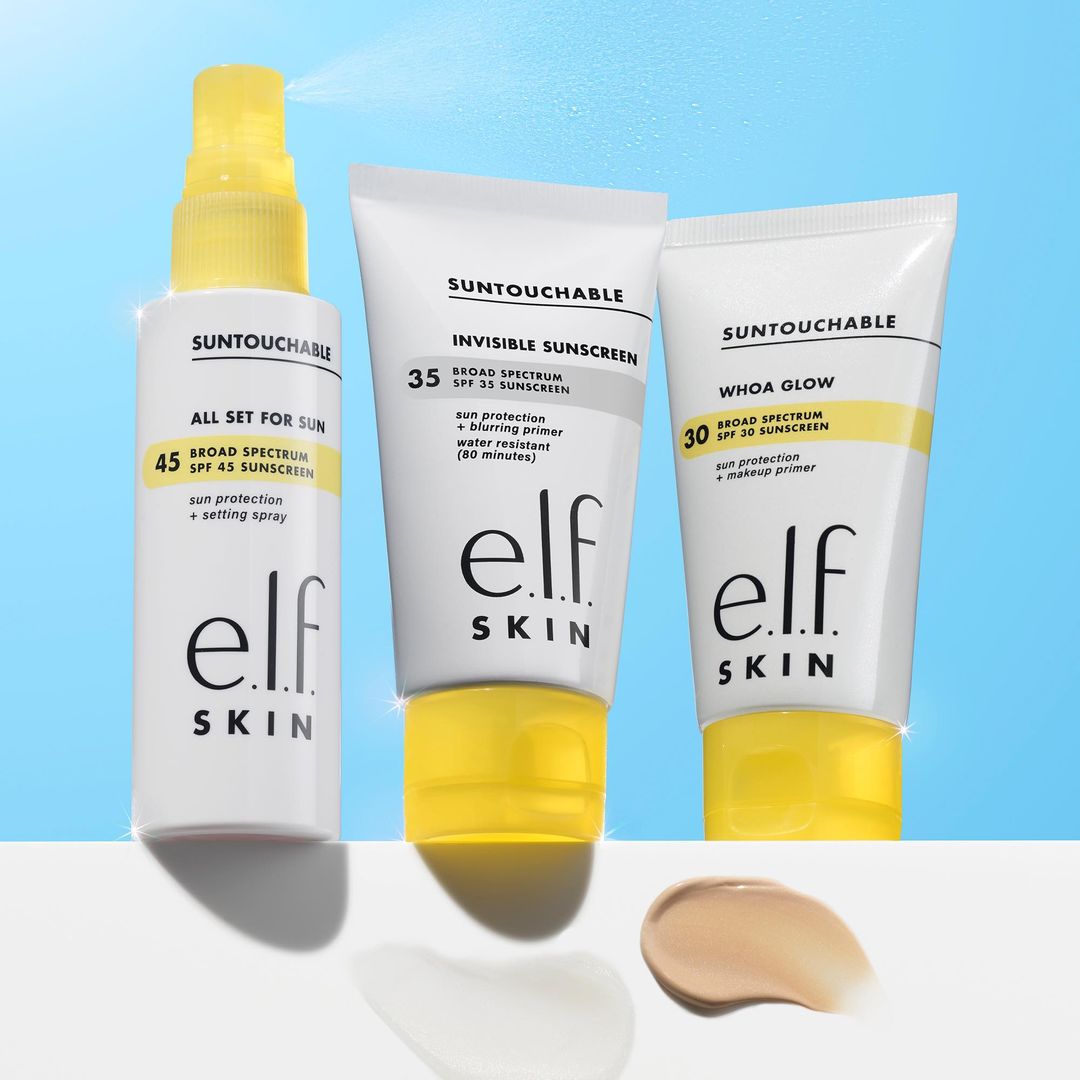 SUNTOUCHABLE
ALL SET FOR SUN
45 BROAD SPECTRUM
SPF 45 SUNSCREEN
sun protection
+ setting spray
e.l.f.
SKIN
SUNTOUCHABLE
INVISIBLE SUNSCREEN
35 BROAD SPECTRUM
SPF 35 SUNSCREEN
sun protection
+ blurring primer
water resistant
(80 minutes)
e.l.f.
SKIN
SUNTOUCHABLE
WHOA GLOW
30 BROAD SPECTRUM
SPF 30 SUNSCREEN
sun protection
+ makeup primer
e.l.f.
SKIN